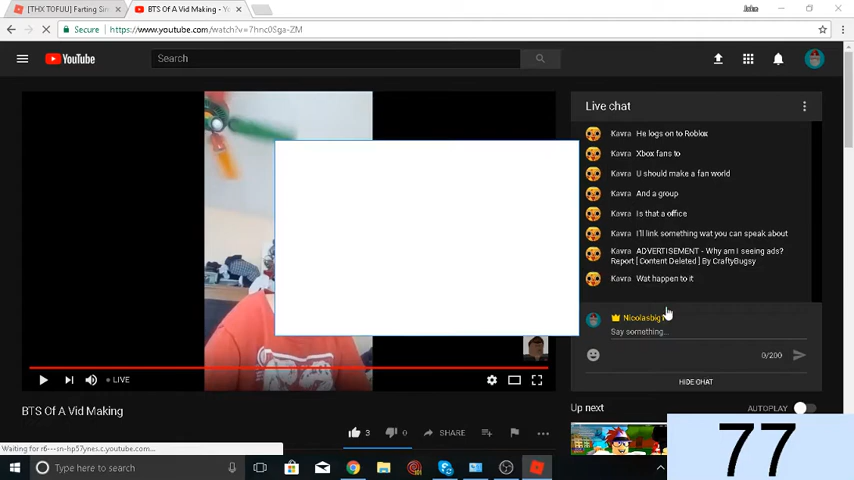 [THX TOFUU] Farting Sim
BTS Of A Vid Making - Yo
John
Secure
https://www.youtube.com/watch?v=7hnc0Sga-ZM
YouTube
Search
Live chat
Kavra He logs on to Roblox
Kavra Xbox fans to
Kavra U should make a fan world
Kavra And a group
Kavra Is that a office
Kavra I'll link something wat you can speak about
Kavra ADVERTISEMENT - Why am I seeing ads?
Report [ Content Deleted ] By CraftyBugsy
Kavra Wat happen to it
Say something...
0/200
HIDE CHAT
LIVE
BTS Of A Vid Making
3
0
SHARE
Up next
AUTOPLAY
Waiting for r6---sn-hp57ynes.c.youtube.com...
Type here to search
77